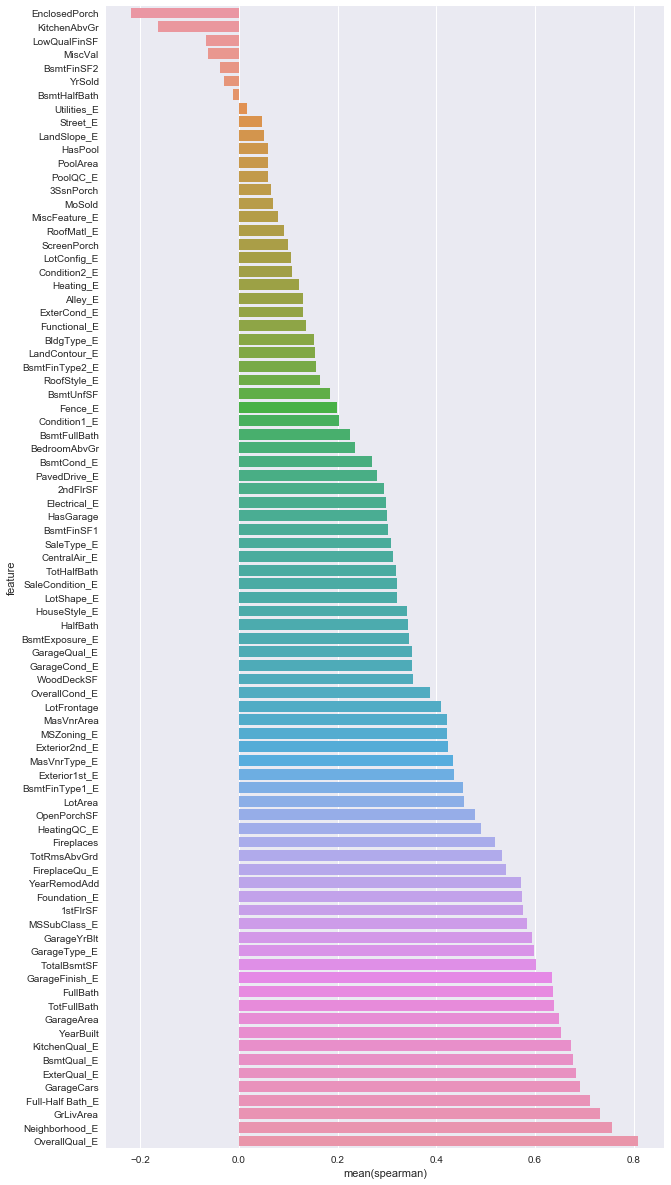 EnclosedPorch
KitchenAbvGr
LowQualFinSF
MiscVal
BsmtFinSF2
YrSold
BsmtHalfBath
Utilities_E
Street_E
LandSlope_E
HasPool
PoolArea
PoolQC_E
3SsnPorch
MoSold
MiscFeature_E
RoofMatl_E
ScreenPorch
LotConfig_E
Condition2_E
Heating_E
Alley_E
ExterCond_E
Functional_E
BldgType_E
LandContour_E
BsmtFinType2_E
RoofStyle_E
BsmtUnfSF
Fence_E
Condition1_E
BsmtFullBath
BedroomAbvGr
BsmtCond_E
PavedDrive_E
2ndFlrSF
Electrical_E
HasGarage
BsmtFinSF1
SaleType_E
CentralAir_E
TotHalfBath
SaleCondition_E
LotShape_E
HouseStyle_E
HalfBath
BsmtExposure_E
GarageQual_E
GarageCond_E
WoodDeckSF
OverallCond_E
LotFrontage
MasVnrArea
MSZoning_E
Exterior2nd_E
MasVnrType_E
Exterior1st_E
BsmtFinType1_E
LotArea
OpenPorchSF
HeatingQC_E
Fireplaces
TotRmsAbvGrd
FireplaceQu_E
YearRemodAdd
Foundation_E
1stFlrSF
MSSubClass_E
GarageYrBlt
GarageType_E
TotalBsmtSF
GarageFinish_E
FullBath
TotFullBath
GarageArea
YearBuilt
KitchenQual_E
BsmtQual_E
ExterQual_E
GarageCars
Full-Half Bath_E
GrLivArea
Neighborhood_E
OverallQual_E
feature
−0.2 0.0 0.2 0.4 0.6 0.8
mean(spearman)